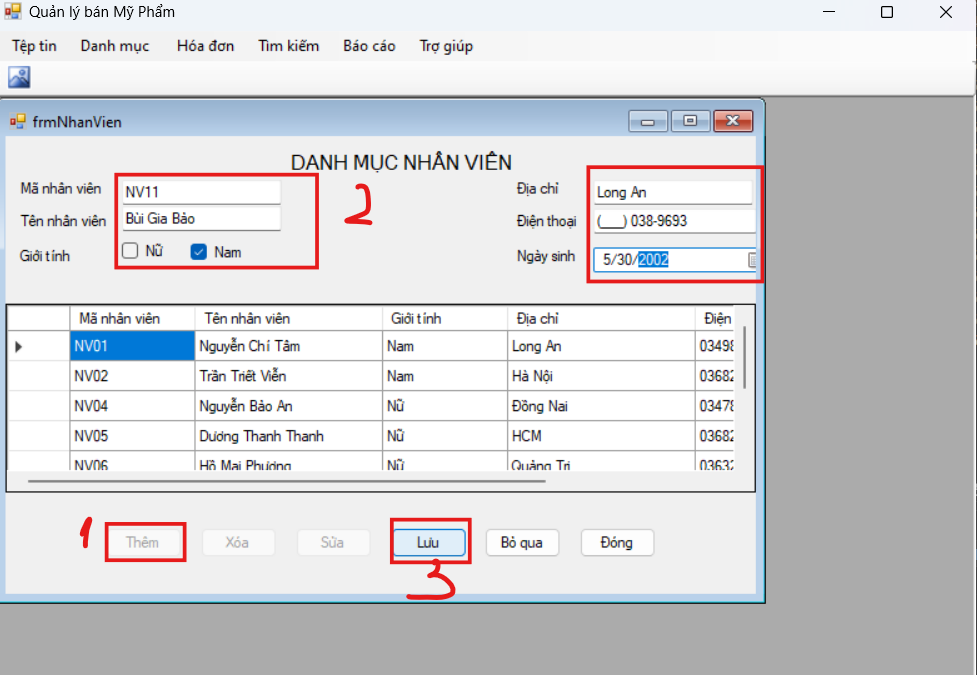 Quản lý bán Mỹ Phẩm
Tệp tin Danh mục Hóa đơn Tìm kiếm Báo cáo Trợ giúp
frmNhanVien
DANH MỤC NHÂN VIÊN
Mã nhân viên NV11
Tên nhân viên Bùi Gia Bảo
Giới tính Nữ Nam
2
Địa chỉ Long An
Điện thoại (___) 038-9693
Ngày sinh 5/30/2002
Mã nhân viên Tên nhân viên Giới tính Địa chỉ Điện
NV01 Nguyễn Chí Tâm Nam Long An 03498
NV02 Trần Triết Viễn Nam Hà Nội 03682
NV04 Nguyễn Bảo An Nữ Đồng Nai 03478
NV05 Dương Thanh Thanh Nữ HCM 03682
NV06 Hồ Mai Phương Nữ Quảng Trị 03632
1 Thêm Xóa Sửa Lưu Bỏ qua Đóng
3